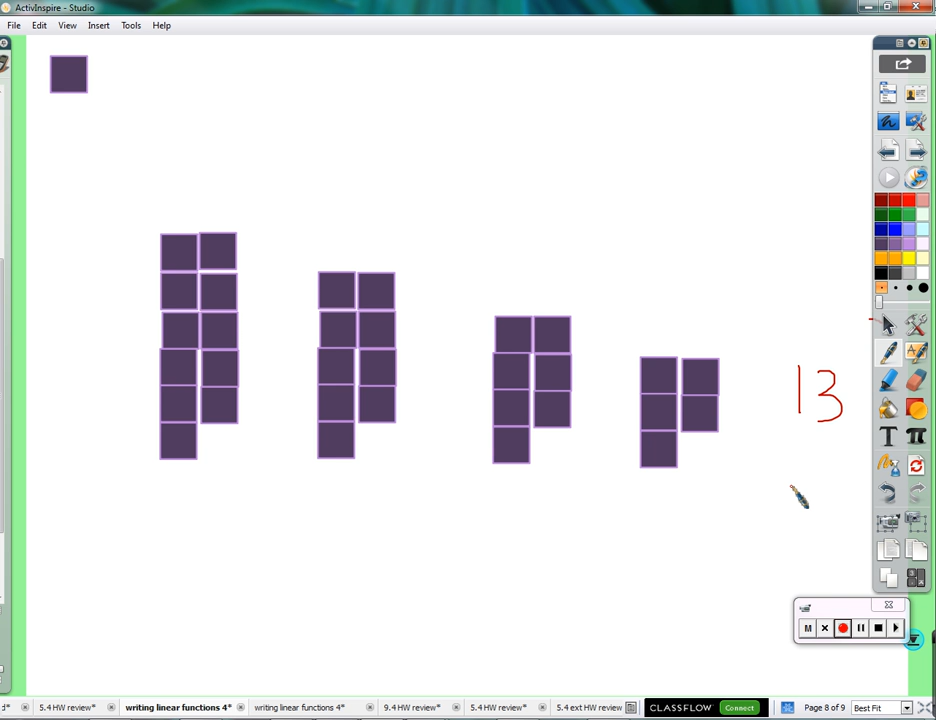 ActivInspire - Studio
File Edit View Insert Tools Help
13
T π
M
d* 5.4 HW review* writing linear functions 4* writing linear functions 4* 9.4 HW review* 5.4 HW review* 5.4 ext HW review CLASSFLOW Connect Page 8 of 9 Best Fit